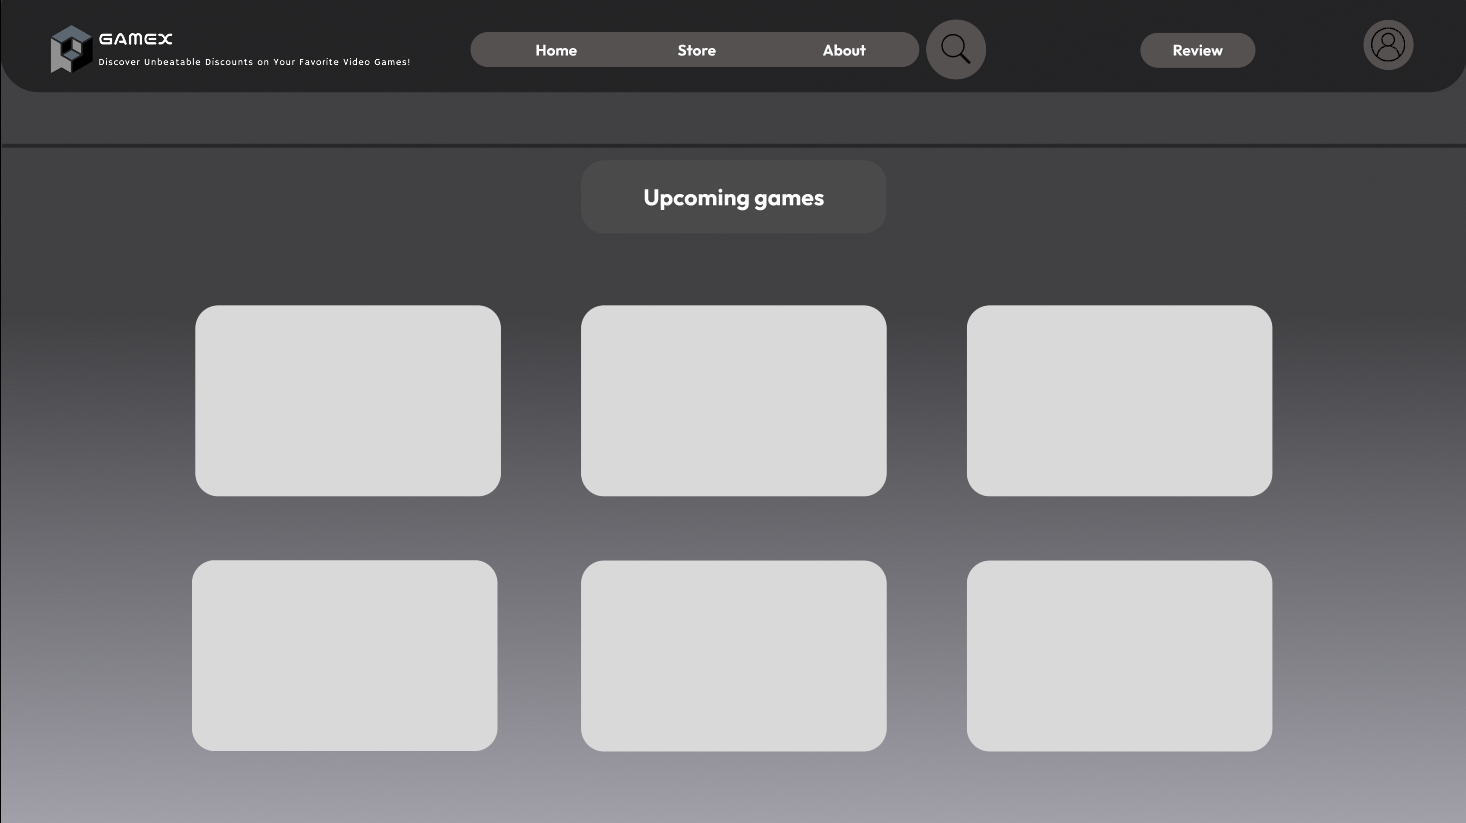 GAMEX
Discover Unbeatable Discounts on Your Favorite Video Games!
Home
Store
About
Review
Upcoming games